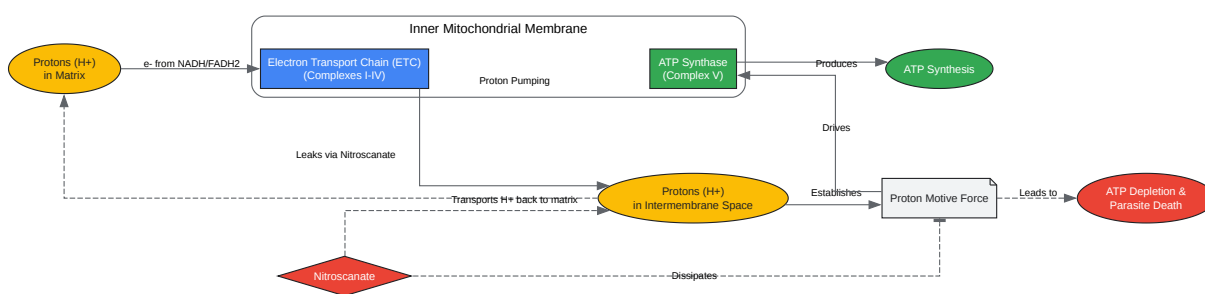 Inner Mitochondrial Membrane
Protons (H+)
in Matrix
e- from NADH/FADH2
Electron Transport Chain (ETC)
(Complexes I-IV)
Proton Pumping
ATP Synthase
(Complex V)
Produces
ATP Synthesis
Drives
Leaks via Nitroscanate
Transports H+ back to matrix
Protons (H+)
in Intermembrane Space
Establishes
Proton Motive Force
Leads to
ATP Depletion &
Parasite Death
Nitroscanate
Dissipates